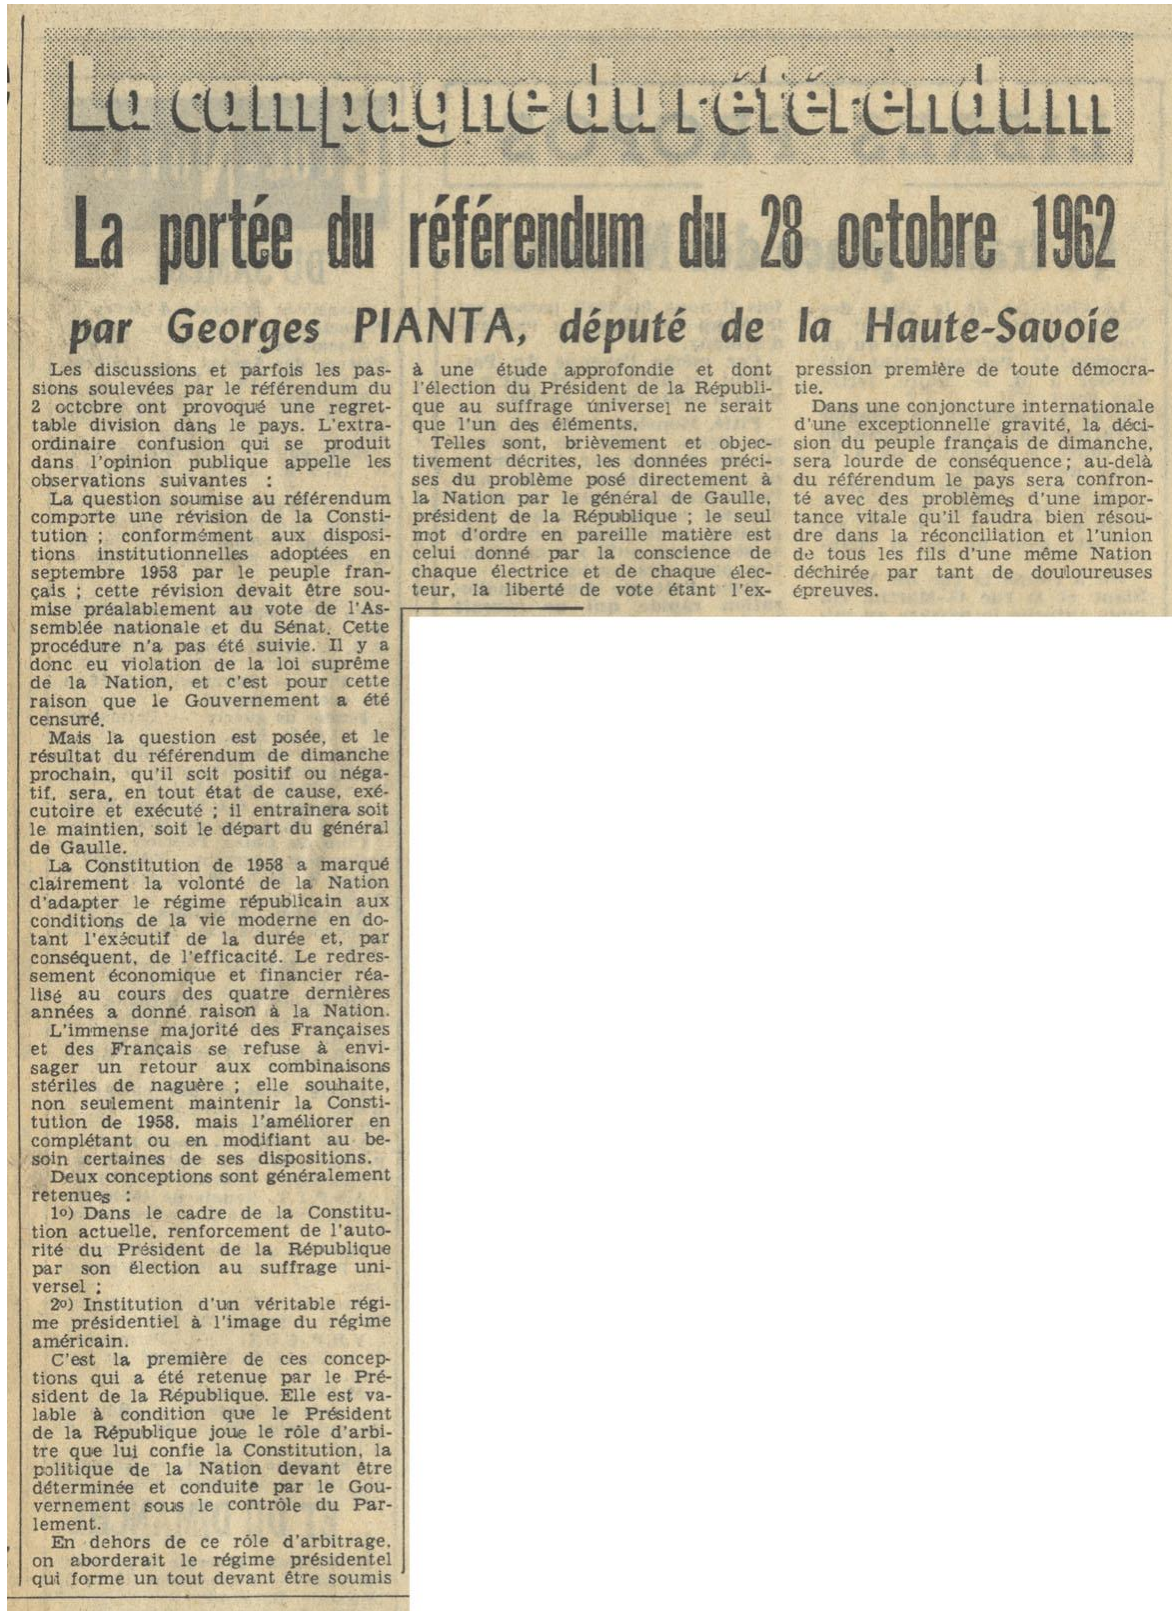 La campagne du référendum
La portée du référendum du 28 octobre 1962
par Georges PIANTA, député de la Haute-Savoie
Les discussions et parfois les pas-
sions soulevées par le référendum du
2 octobre ont provoqué une regret-
table division dans le pays. L'extra-
ordinaire confusion qui se produit
dans l'opinion publique appelle les
observations suivantes :
La question soumise au référendum
comporte une révision de la Consti-
tution ; conformément aux disposi-
tions institutionnelles adoptées en
septembre 1958 par le peuple fran-
çais ; cette révision devait être sou-
mise préalablement au vote de l'As-
semblée nationale et du Sénat. Cette
procédure n'a pas été suivie. Il y a
donc eu violation de la loi suprême
de la Nation, et c'est pour cette
raison que le Gouvernement a été
censuré.
Mais la question est posée, et le
résultat du référendum de dimanche
prochain, qu'il soit positif ou néga-
tif, sera, en tout état de cause, exé-
cutoire et exécuté ; il entraînera soit
le maintien, soit le départ du général
de Gaulle.
La Constitution de 1958 a marqué
clairement la volonté de la Nation
d'adapter le régime républicain aux
conditions de la vie moderne en do-
tant l'exécutif de la durée et, par
conséquent, de l'efficacité. Le redres-
sement économique et financier réa-
lisé au cours des quatre dernières
années a donné raison à la Nation.
L'immense majorité des Françaises
et des Français se refuse à envi-
sager un retour aux combinaisons
stériles de naguère ; elle souhaite,
non seulement maintenir la Consti-
tution de 1958, mais l'améliorer en
complétant ou en modifiant au be-
soin certaines de ses dispositions.
Deux conceptions sont généralement
retenues :
1o) Dans le cadre de la Constitu-
tion actuelle, renforcement de l'auto-
rité du Président de la République
par son élection au suffrage uni-
versel ;
2o) Institution d'un véritable régi-
me présidentiel à l'image du régime
américain.
C'est la première de ces concep-
tions qui a été retenue par le Pré-
sident de la République. Elle est va-
lable à condition que le Président
de la République joue le rôle d'arbi-
tre que lui confie la Constitution, la
politique de la Nation devant être
déterminée et conduite par le Gou-
vernement sous le contrôle du Par-
lement.
En dehors de ce rôle d'arbitrage,
on aborderait le régime présidentel
qui forme un tout devant être soumis
à une étude approfondie et dont
l'élection du Président de la Républi-
que au suffrage universel ne serait
que l'un des éléments.
Telles sont, brièvement et objec-
tivement décrites, les données préci-
ses du problème posé directement à
la Nation par le général de Gaulle,
président de la République ; le seul
mot d'ordre en pareille matière est
celui donné par la conscience de
chaque électrice et de chaque élec-
teur, la liberté de vote étant l'ex-
pression première de toute démocra-
tie.
Dans une conjoncture internationale
d'une exceptionnelle gravité, la déci-
sion du peuple français de dimanche,
sera lourde de conséquence ; au-delà
du référendum le pays sera confron-
té avec des problèmes d'une impor-
tance vitale qu'il faudra bien résou-
dre dans la réconciliation et l'union
de tous les fils d'une même Nation
déchirée par tant de douloureuses
épreuves.